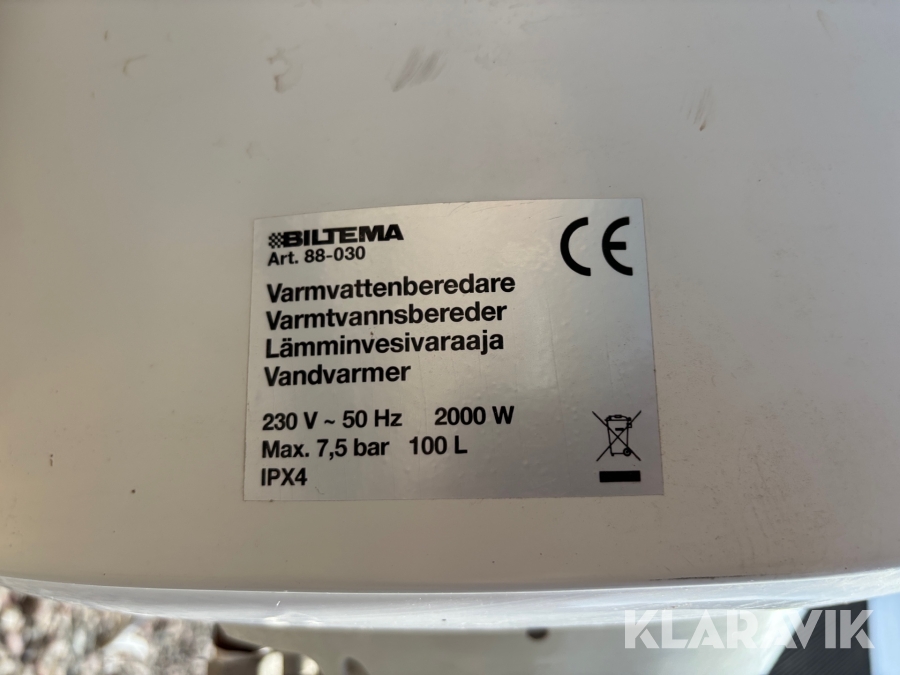 BILTEMA
Art. 88-030
CE
Varmvattenberedare
Varmtvannsbereder
Lämminvesivaraaja
Vandvarmer
230 V ~ 50 Hz 2000 W
Max. 7,5 bar 100 L
IPX4
KLARAVIK